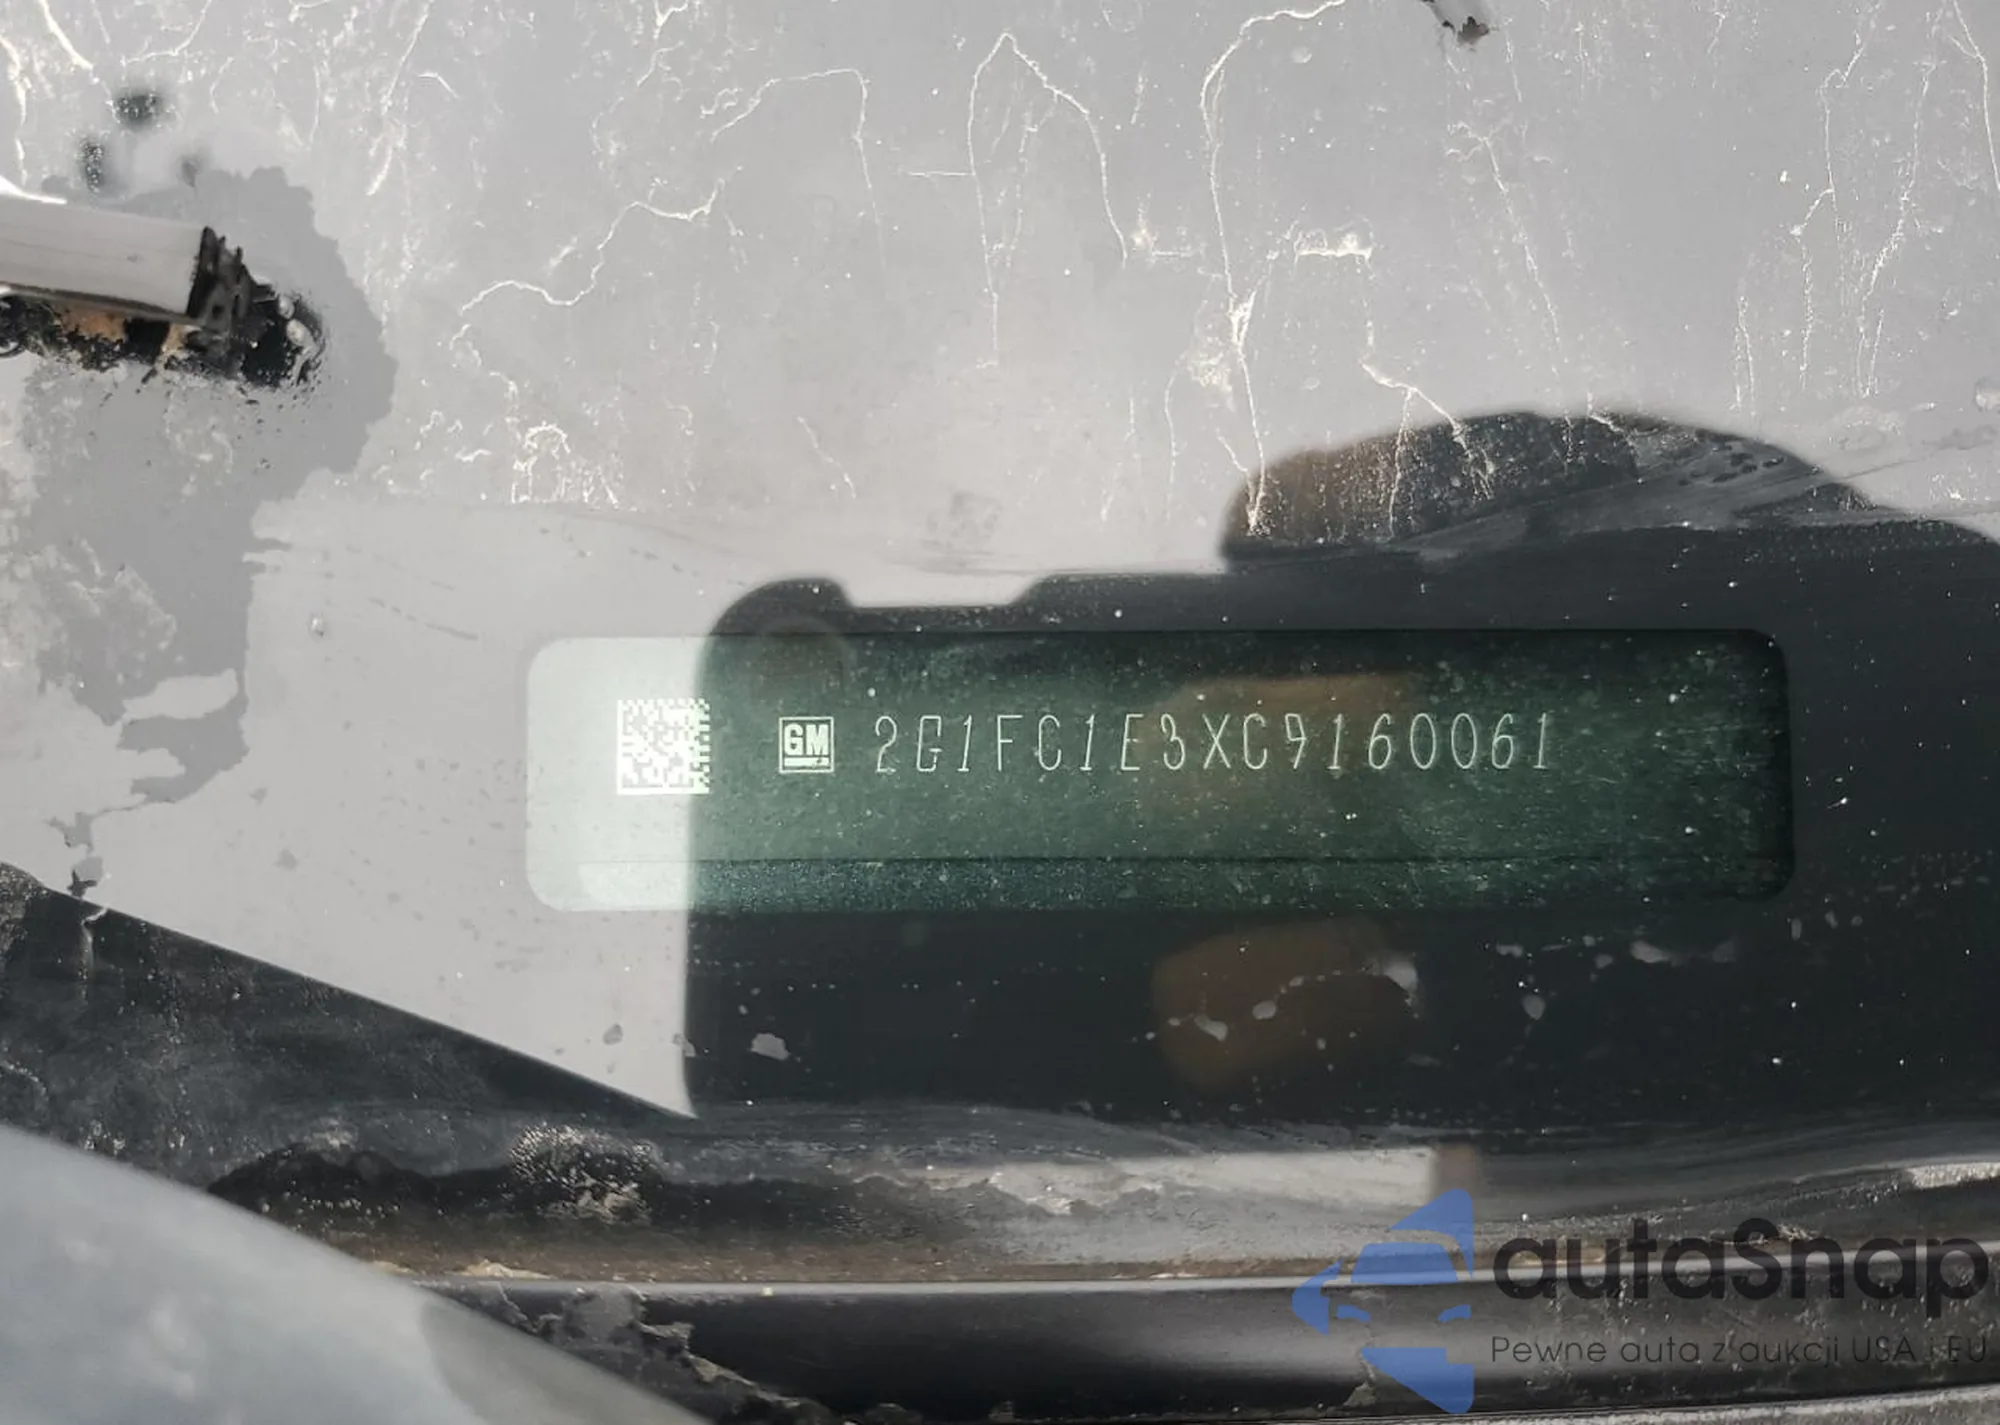 GM 2G1FC1E3XC9160061
autaSnap
Pewne auta z aukcji USA i EU